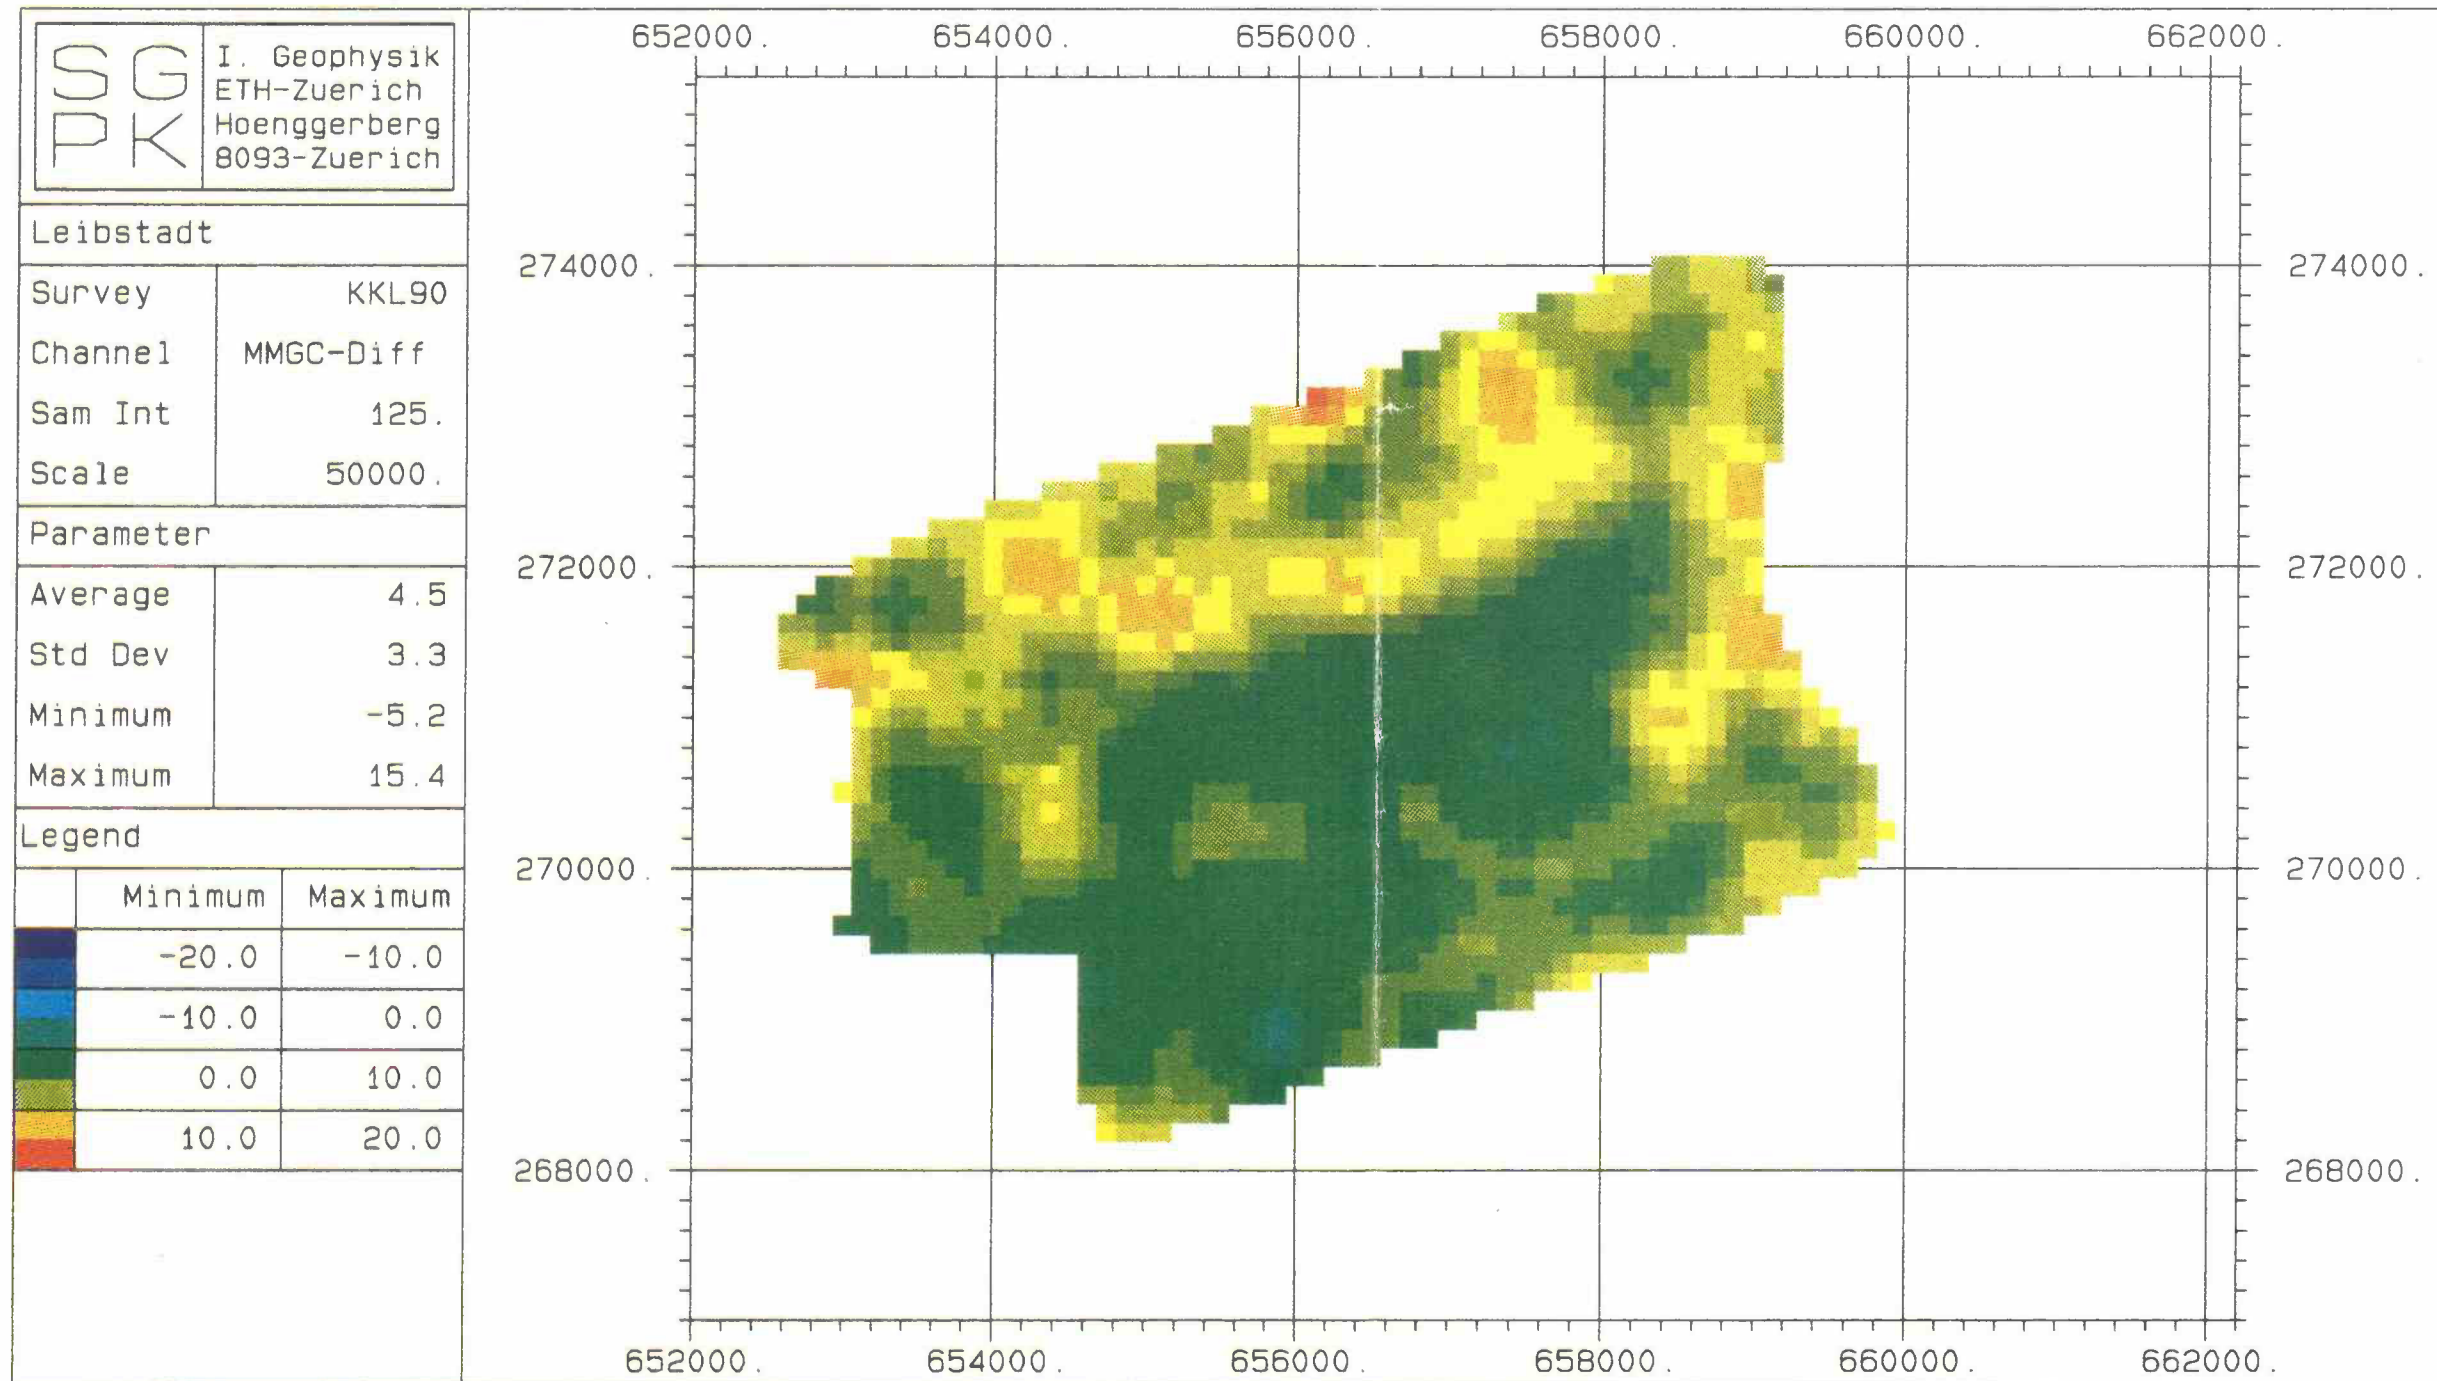 SG
PK
I. Geophysik
ETH-Zuerich
Hoenggerberg
8093-Zuerich
Leibstadt
Survey KKL90
Channel MMGC-Diff
Sam Int 125.
Scale 50000.
Parameter
Average 4.5
Std Dev 3.3
Minimum -5.2
Maximum 15.4
Legend
Minimum Maximum
-20.0 -10.0
-10.0 0.0
0.0 10.0
10.0 20.0
652000. 654000. 656000. 658000. 660000. 662000.
274000. 274000.
272000. 272000.
270000. 270000.
268000. 268000.
652000. 654000. 656000. 658000. 660000. 662000.